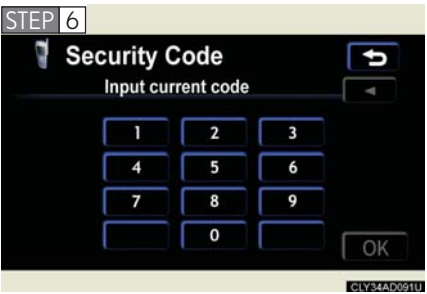 STEP 6
Security Code
Input current code
1 2 3
4 5 6
7 8 9
0
OK
CLY34AD091U